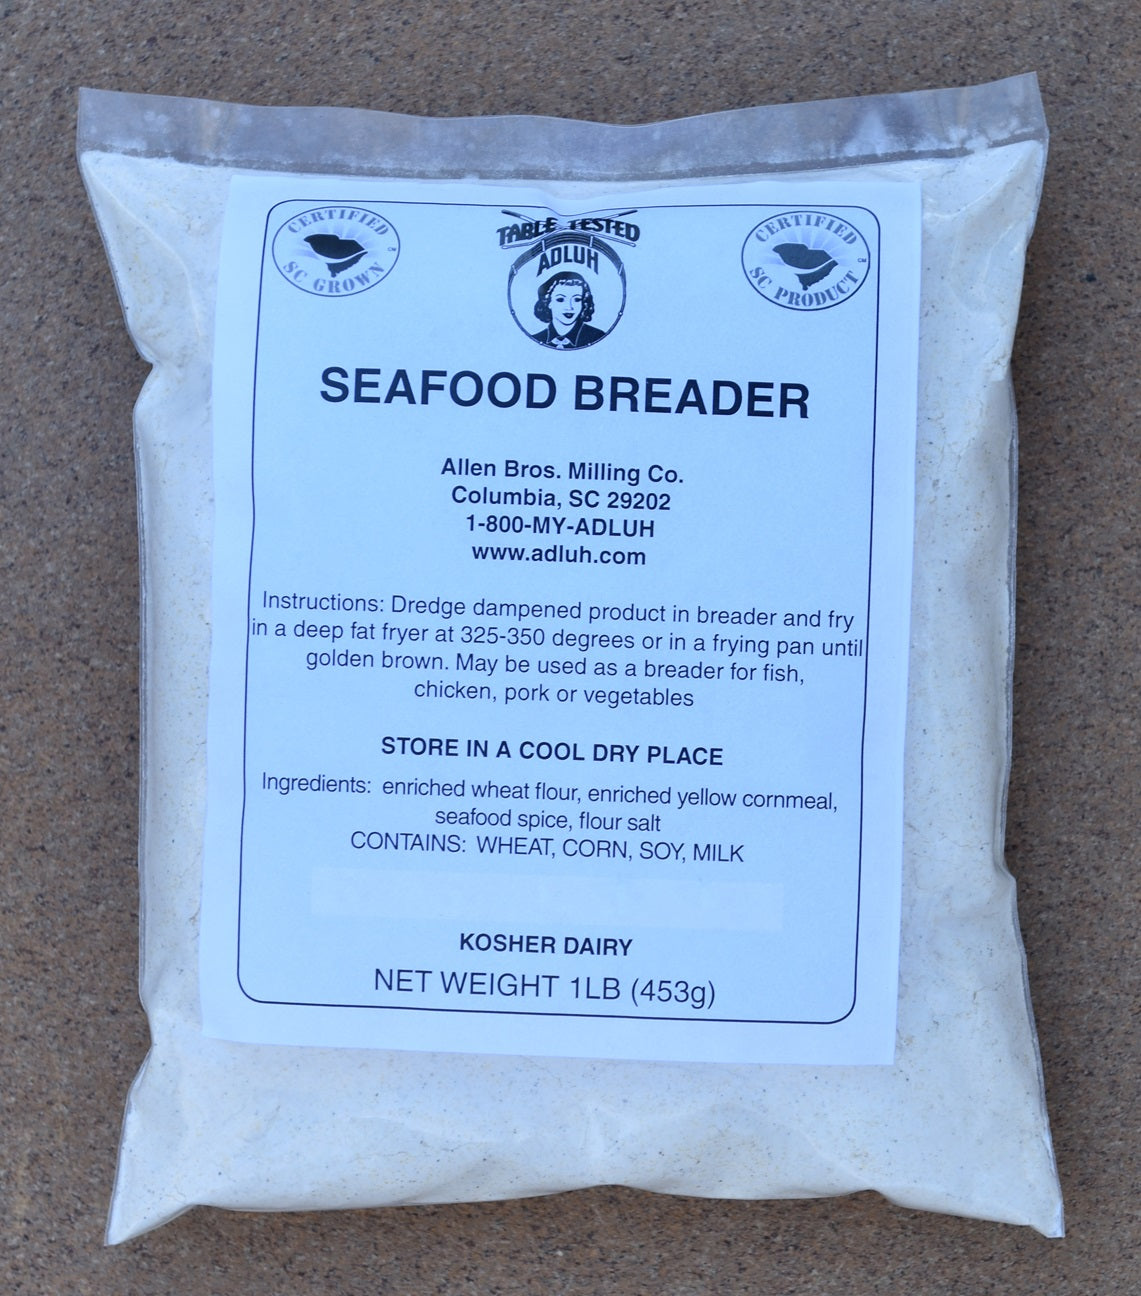 CERTIFIED
SC GROWN
CM
TABLE TESTED
ADLUH
CERTIFIED
SC PRODUCT
CM
SEAFOOD BREADER
Allen Bros. Milling Co.
Columbia, SC 29202
1-800-MY-ADLUH
www.adluh.com
Instructions: Dredge dampened product in breader and fry
in a deep fat fryer at 325-350 degrees or in a frying pan until
golden brown. May be used as a breader for fish,
chicken, pork or vegetables
STORE IN A COOL DRY PLACE
Ingredients: enriched wheat flour, enriched yellow cornmeal,
seafood spice, flour salt
CONTAINS: WHEAT, CORN, SOY, MILK
KOSHER DAIRY
NET WEIGHT 1LB (453g)